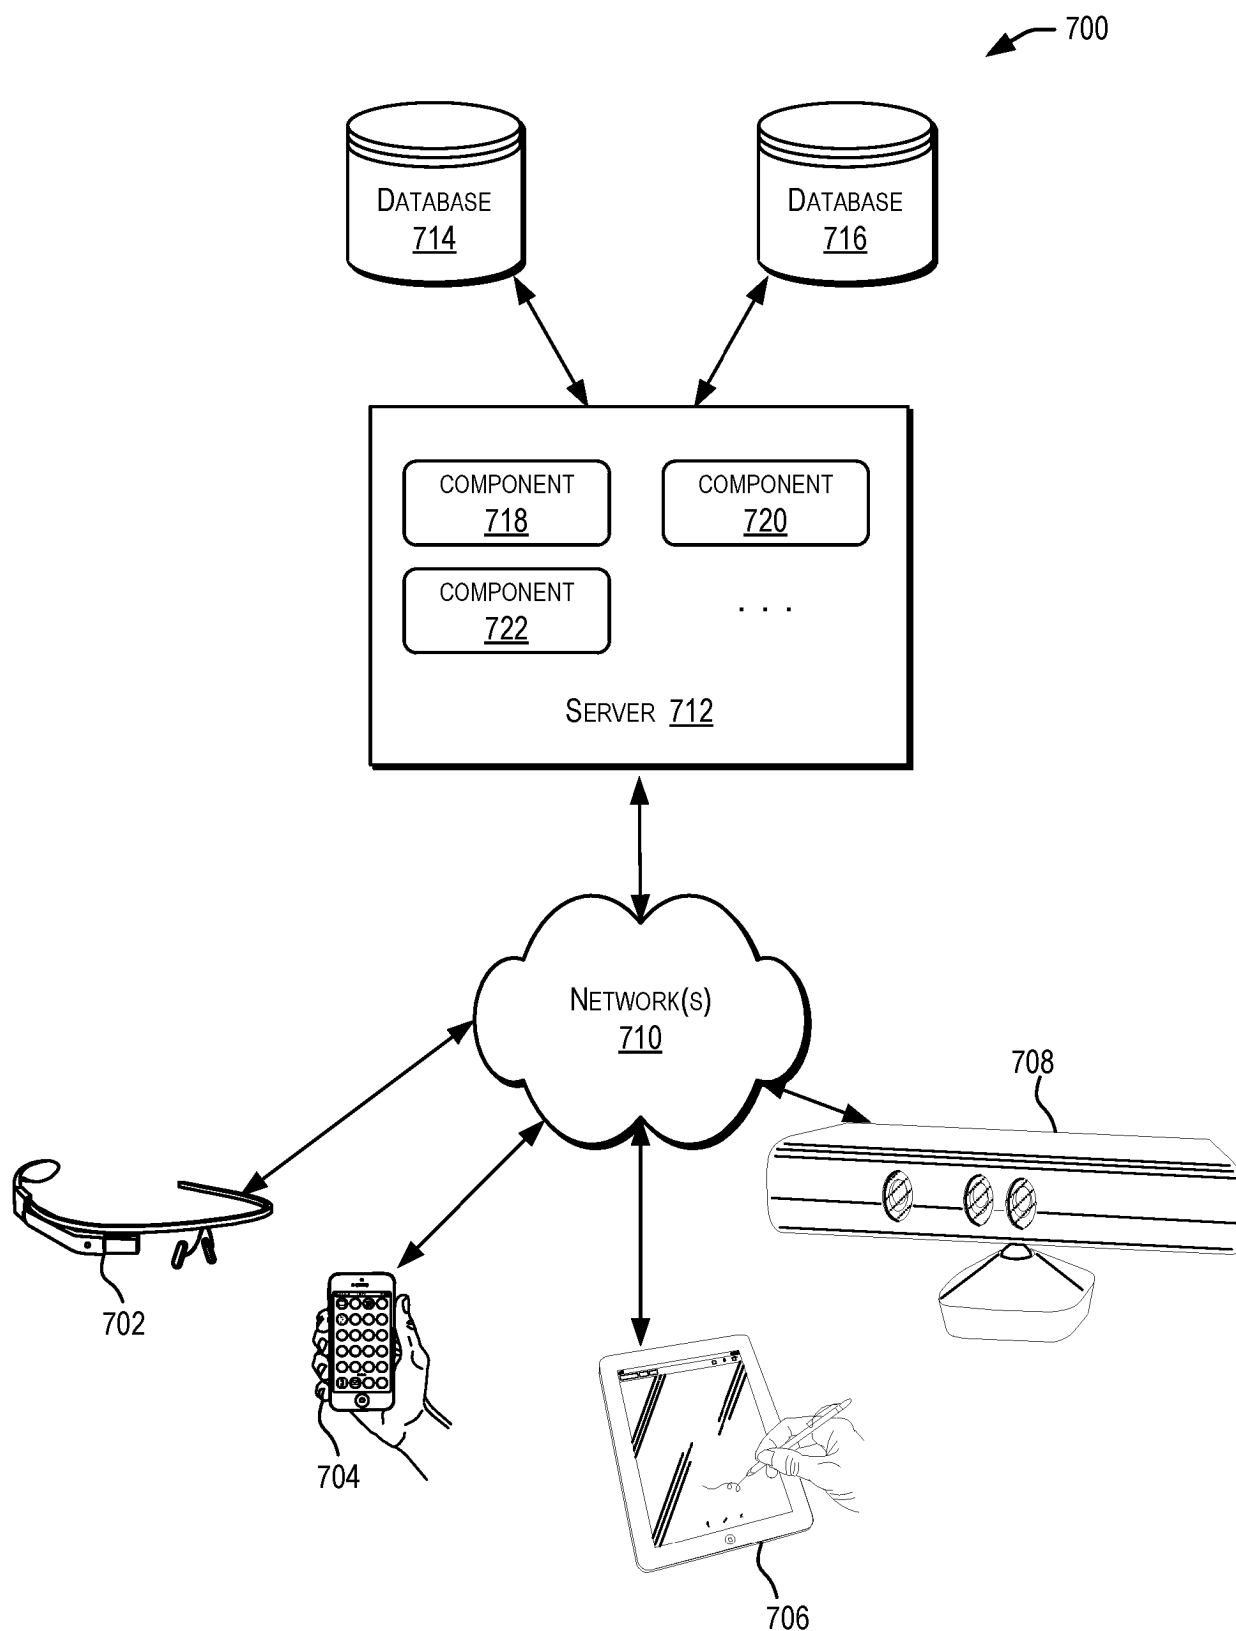 700
DATABASE
714
DATABASE
716
COMPONENT
718
COMPONENT
720
COMPONENT
722
. . .
SERVER 712
NETWORK(S)
710
708
702
704
706